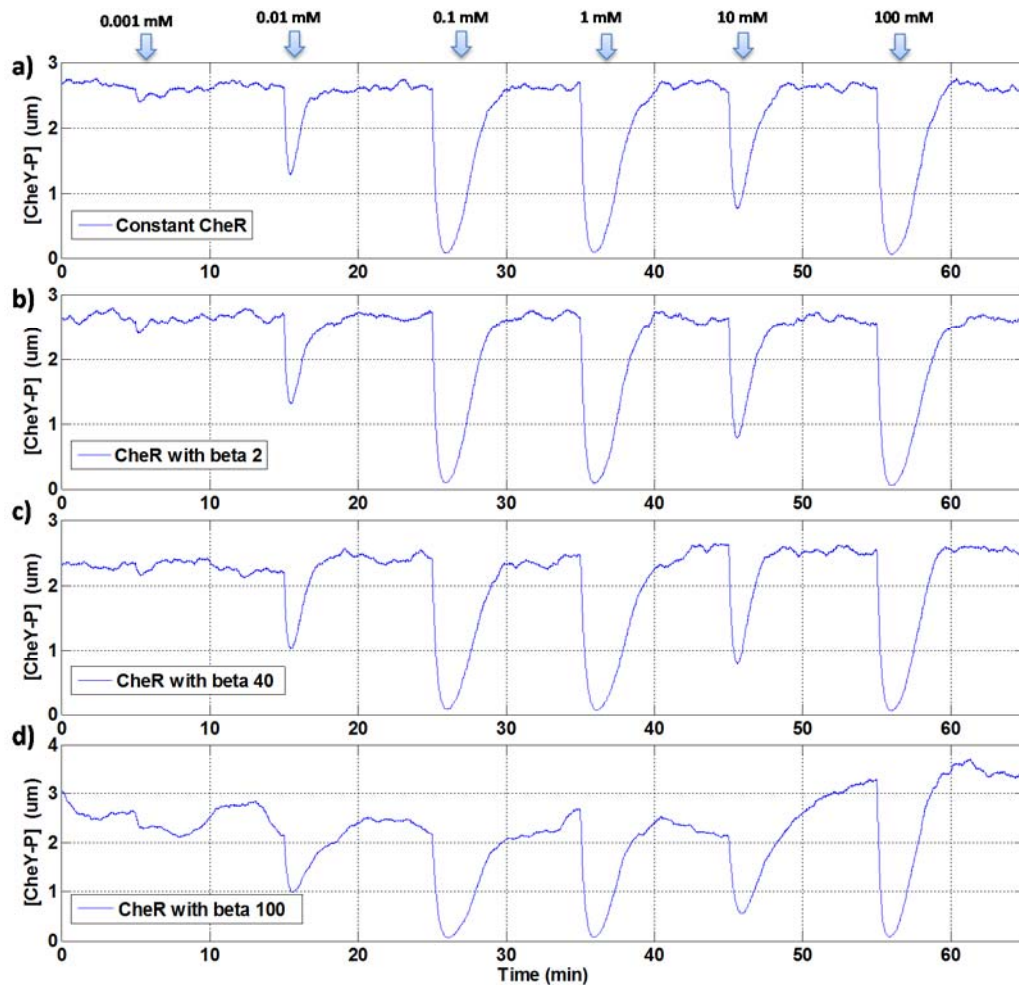 0.001 mM 0.01 mM 0.1 mM 1 mM 10 mM 100 mM
a)
3
2
1
0
[CheY-P] (um)
Constant CheR
0 10 20 30 40 50 60
b)
3
2
1
0
[CheY-P] (um)
CheR with beta 2
0 10 20 30 40 50 60
c)
3
2
1
0
[CheY-P] (um)
CheR with beta 40
0 10 20 30 40 50 60
d)
4
3
2
1
0
[CheY-P] (um)
CheR with beta 100
0 10 20 30 40 50 60
Time (min)